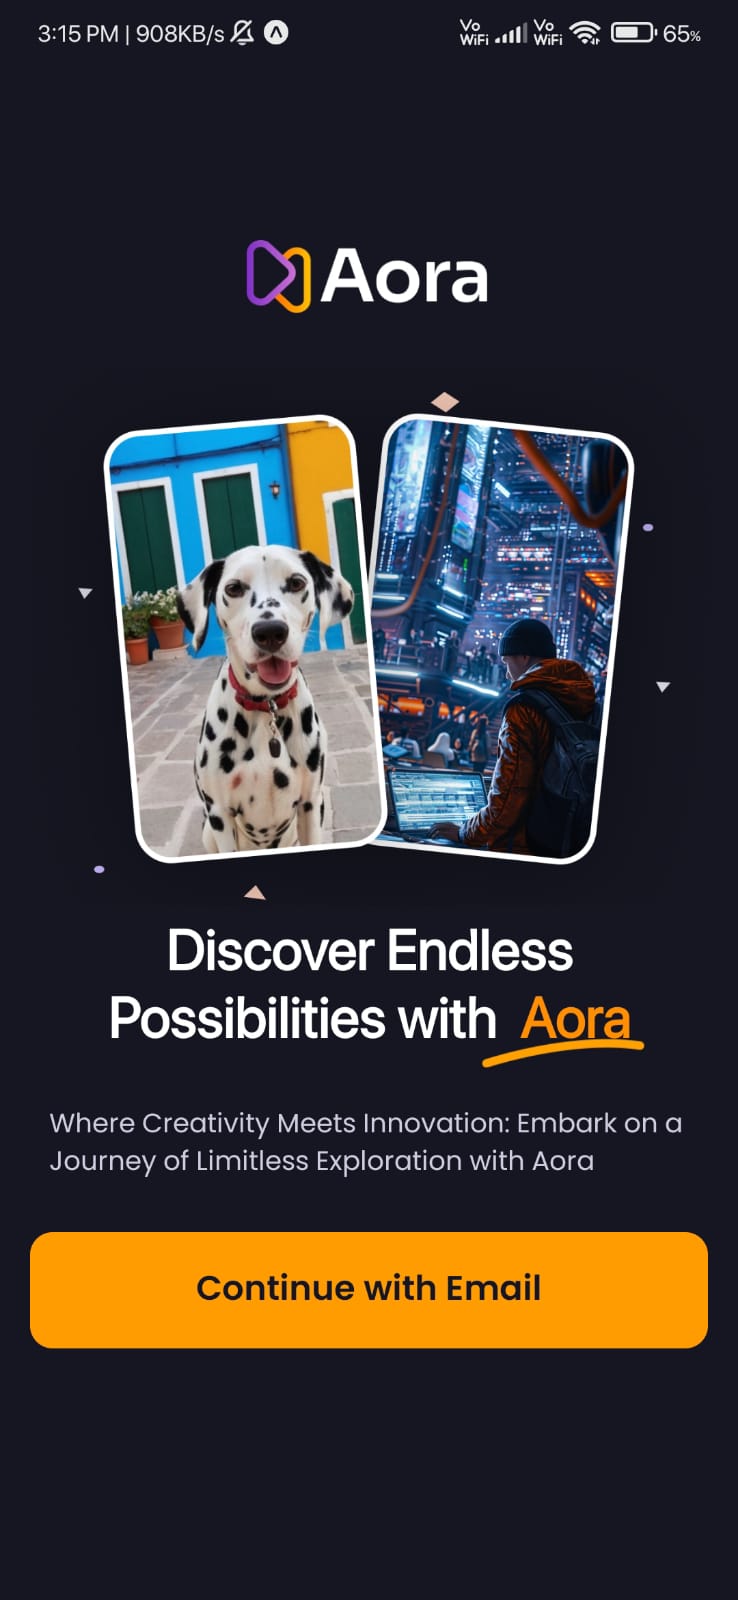 3:15 PM | 908KB/s Vo WiFi Vo WiFi 65%
Aora
Discover Endless
Possibilities with Aora
Where Creativity Meets Innovation: Embark on a
Journey of Limitless Exploration with Aora
Continue with Email